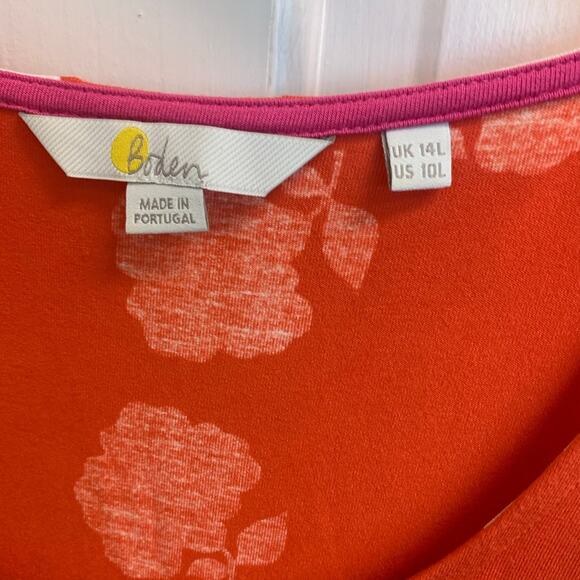 Boden
MADE IN
PORTUGAL
UK 14L
US 10L